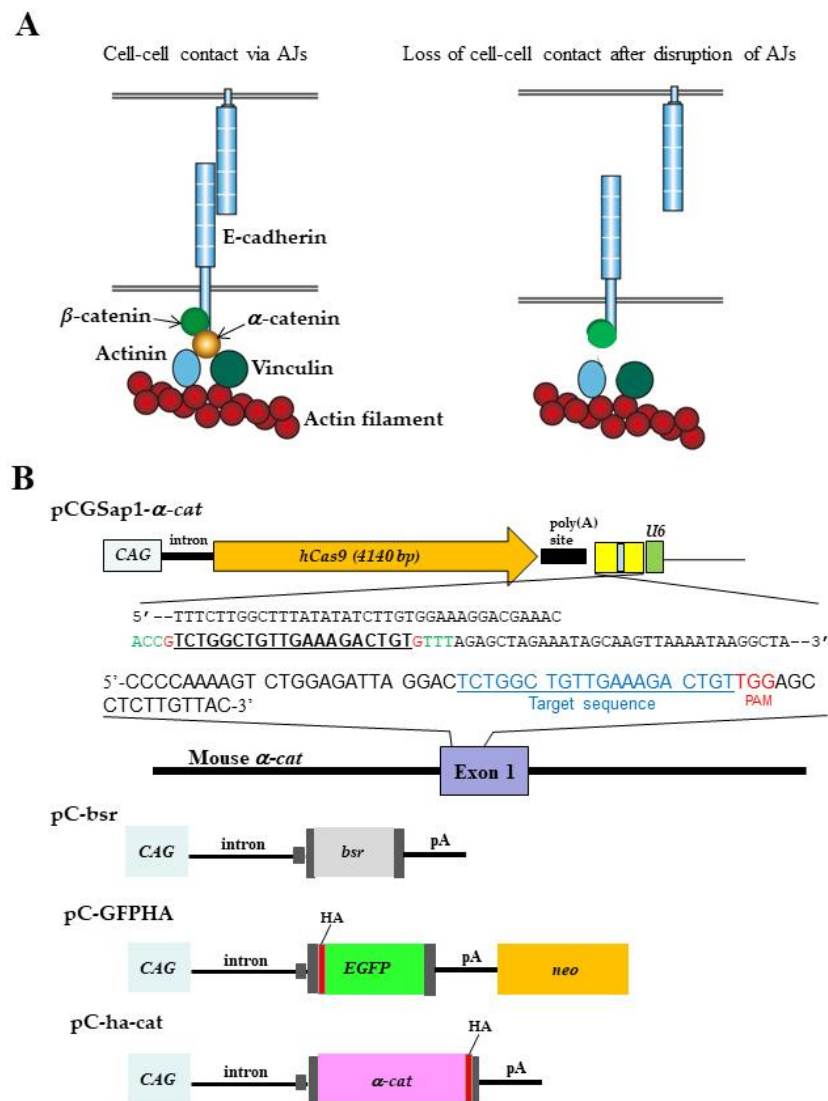 A
Cell-cell contact via AJs
Loss of cell-cell contact after disruption of AJs
E-cadherin
β-catenin
α-catenin
Actinin
Vinculin
Actin filament
B
pCGSap1-α-cat
CAG
intron
hCas9 (4140 bp)
poly(A)
site
U6
5’--TTTCTTGGCTTTATATATCTTGTGGAAAGGACGAAAC
ACCGTCTGGCTGTTGAAAGACTGTGTTTAGAGCTAGAAATAGCAAGTTAAAATAAGGCTA--3’
5’-CCCCAAAAGT CTGGAGATTA GGACTCTGGC TGTTGAAAGA CTGTTGGAGC
Target sequence
PAM
CTCTTGTTAC-3’
Mouse α-cat
Exon 1
pC-bsr
CAG
intron
bsr
pA
pC-GFPHA
HA
CAG
intron
EGFP
pA
neo
pC-ha-cat
HA
CAG
intron
α-cat
pA